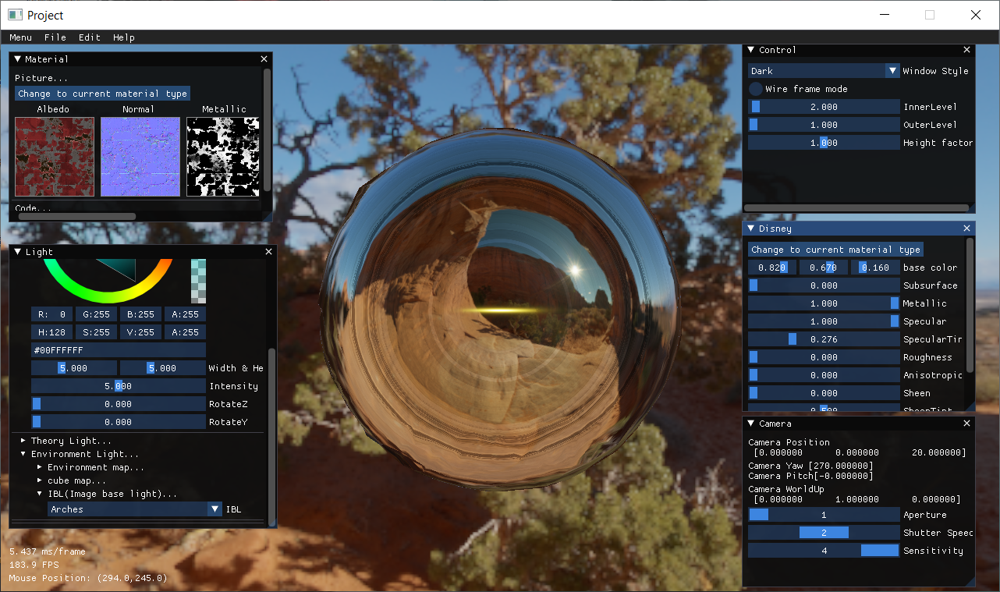 Project
Menu File Edit Help
Material
Picture...
Change to current material type
Albedo Normal Metallic
Code...
Light
R: 0 G:255 B:255 A:255
H:128 S:255 V:255 A:255
#00FFFFFF
5.000 5.000 Width & He
5.000 Intensity
0.000 RotateZ
0.000 RotateY
Theory Light...
Environment Light...
Environment map...
cube map...
IBL(Image base light)...
Arches IBL
5.437 ms/frame
183.9 FPS
Mouse Position: (294.0,245.0)
Control
Dark Window Style
Wire frame mode
2.000 InnerLevel
1.000 OuterLevel
1.000 Height factor
Disney
Change to current material type
0.820 0.670 0.160 base color
0.000 Subsurface
1.000 Metallic
1.000 Specular
0.276 SpecularTin
0.000 Roughness
0.000 Anisotropic
0.000 Sheen
0.500 SheenTint
Camera
Camera Position
[0.000000 0.000000 20.000000]
Camera Yaw [270.000000]
Camera Pitch[-0.000000]
Camera WorldUp
[0.000000 1.000000 0.000000]
1 Aperture
2 Shutter Speed
4 Sensitivity